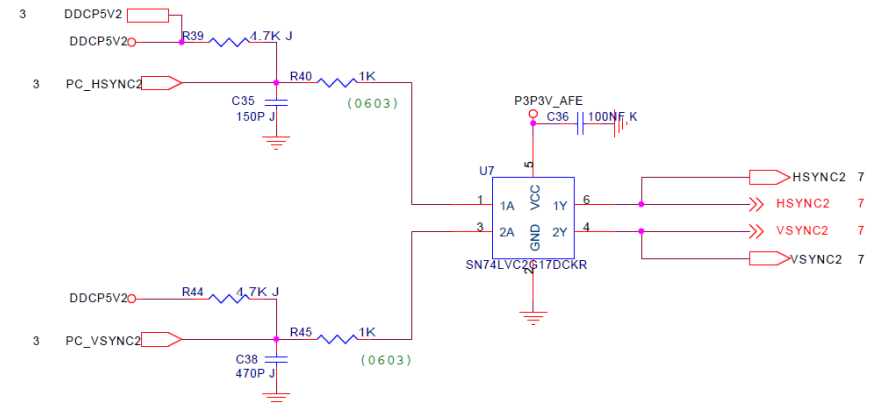 3 DDCP5V2
DDCP5V2 R39 4.7K J
3 PC_HSYNC2 R40 1K
C35 (0603)
150P J
P3P3V_AFE
C36 100NF K
U7 5
VCC
HSYNC2 7
1 1A 1Y 6 HSYNC2 7
3 2A 2Y 4 VSYNC2 7
GND
VSYNC2 7
SN74LVC2G17DCKR
2
DDCP5V2 R44 4.7K J
3 PC_VSYNC2 R45 1K
C38 (0603)
470P J